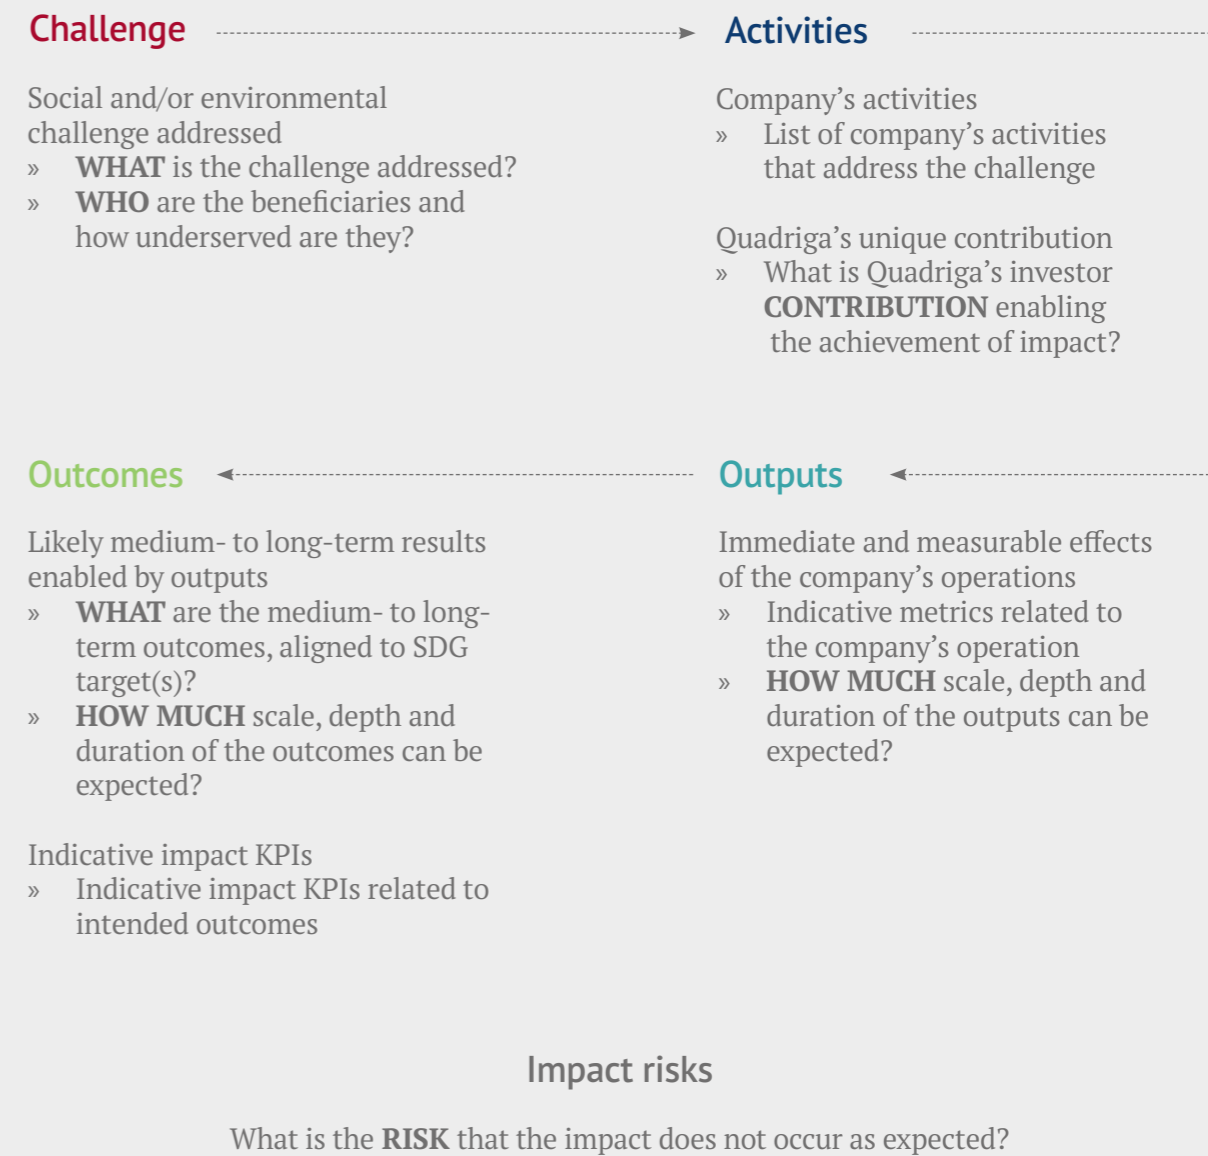 Challenge
Social and/or environmental
challenge addressed
» WHAT is the challenge addressed?
» WHO are the beneficiaries and
how underserved are they?
Activities
Company’s activities
» List of company’s activities
that address the challenge
Quadriga’s unique contribution
» What is Quadriga’s investor
CONTRIBUTION enabling
the achievement of impact?
Outcomes
Likely medium- to long-term results
enabled by outputs
» WHAT are the medium- to long-
term outcomes, aligned to SDG
target(s)?
» HOW MUCH scale, depth and
duration of the outcomes can be
expected?
Indicative impact KPIs
» Indicative impact KPIs related to
intended outcomes
Outputs
Immediate and measurable effects
of the company’s operations
» Indicative metrics related to
the company’s operation
» HOW MUCH scale, depth and
duration of the outputs can be
expected?
Impact risks
What is the RISK that the impact does not occur as expected?